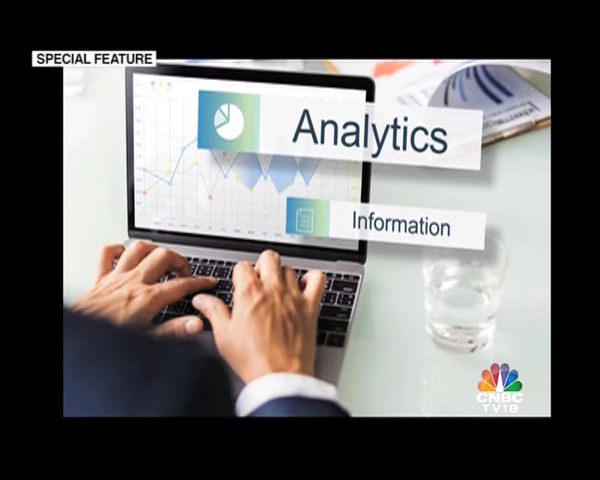 SPECIAL FEATURE
Analytics
Information
CNBC
TV18